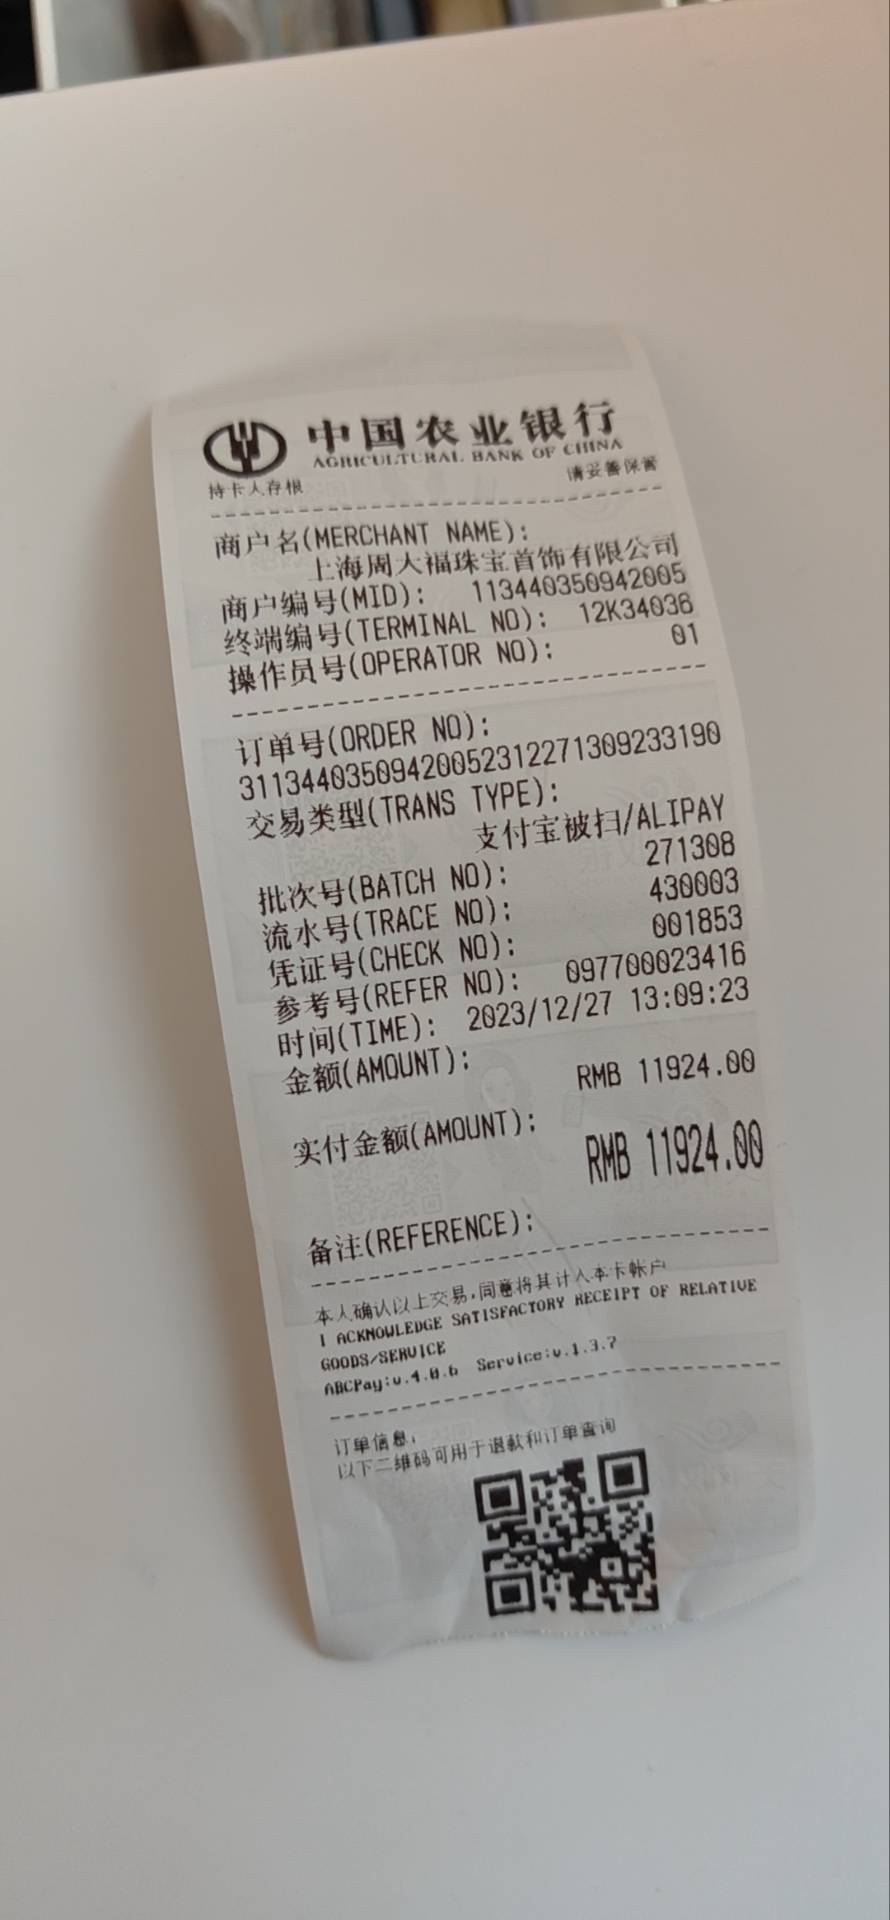 中国农业银行
AGRICULTURAL BANK OF CHINA
持卡人存根 请妥善保管
商户名(MERCHANT NAME):
上海周大福珠宝首饰有限公司
商户编号(MID): 113440350942005
终端编号(TERMINAL NO): 12K34036
操作员号(OPERATOR NO): 01
订单号(ORDER NO):
31134403509420052312271309233190
交易类型(TRANS TYPE):
支付宝被扫/ALIPAY
批次号(BATCH NO): 271308
流水号(TRACE NO): 430003
凭证号(CHECK NO): 001853
参考号(REFER NO): 097700023416
时间(TIME): 2023/12/27 13:09:23
金额(AMOUNT):
RMB 11924.00
实付金额(AMOUNT):
RMB 11924.00
备注(REFERENCE):
本人确认以上交易,同意将其计入本卡帐户
I ACKNOWLEDGE SATISFACTORY RECEIPT OF RELATIVE
GOODS/SERVICE
ABCPay:v.4.0.6 Service:v.1.3.7
订单信息:
以下二维码可用于退款和订单查询